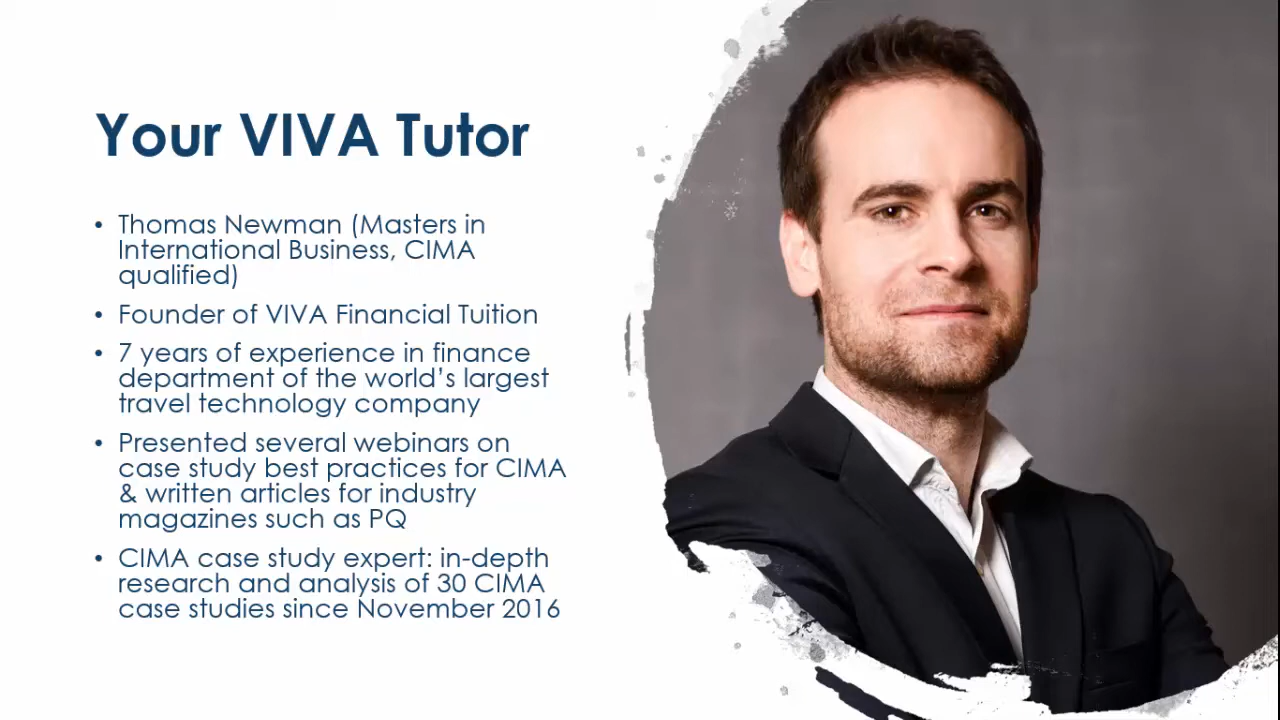 Your VIVA Tutor
• Thomas Newman (Masters in
International Business, CIMA
qualified)
• Founder of VIVA Financial Tuition
• 7 years of experience in finance
department of the world’s largest
travel technology company
• Presented several webinars on
case study best practices for CIMA
& written articles for industry
magazines such as PQ
• CIMA case study expert: in-depth
research and analysis of 30 CIMA
case studies since November 2016